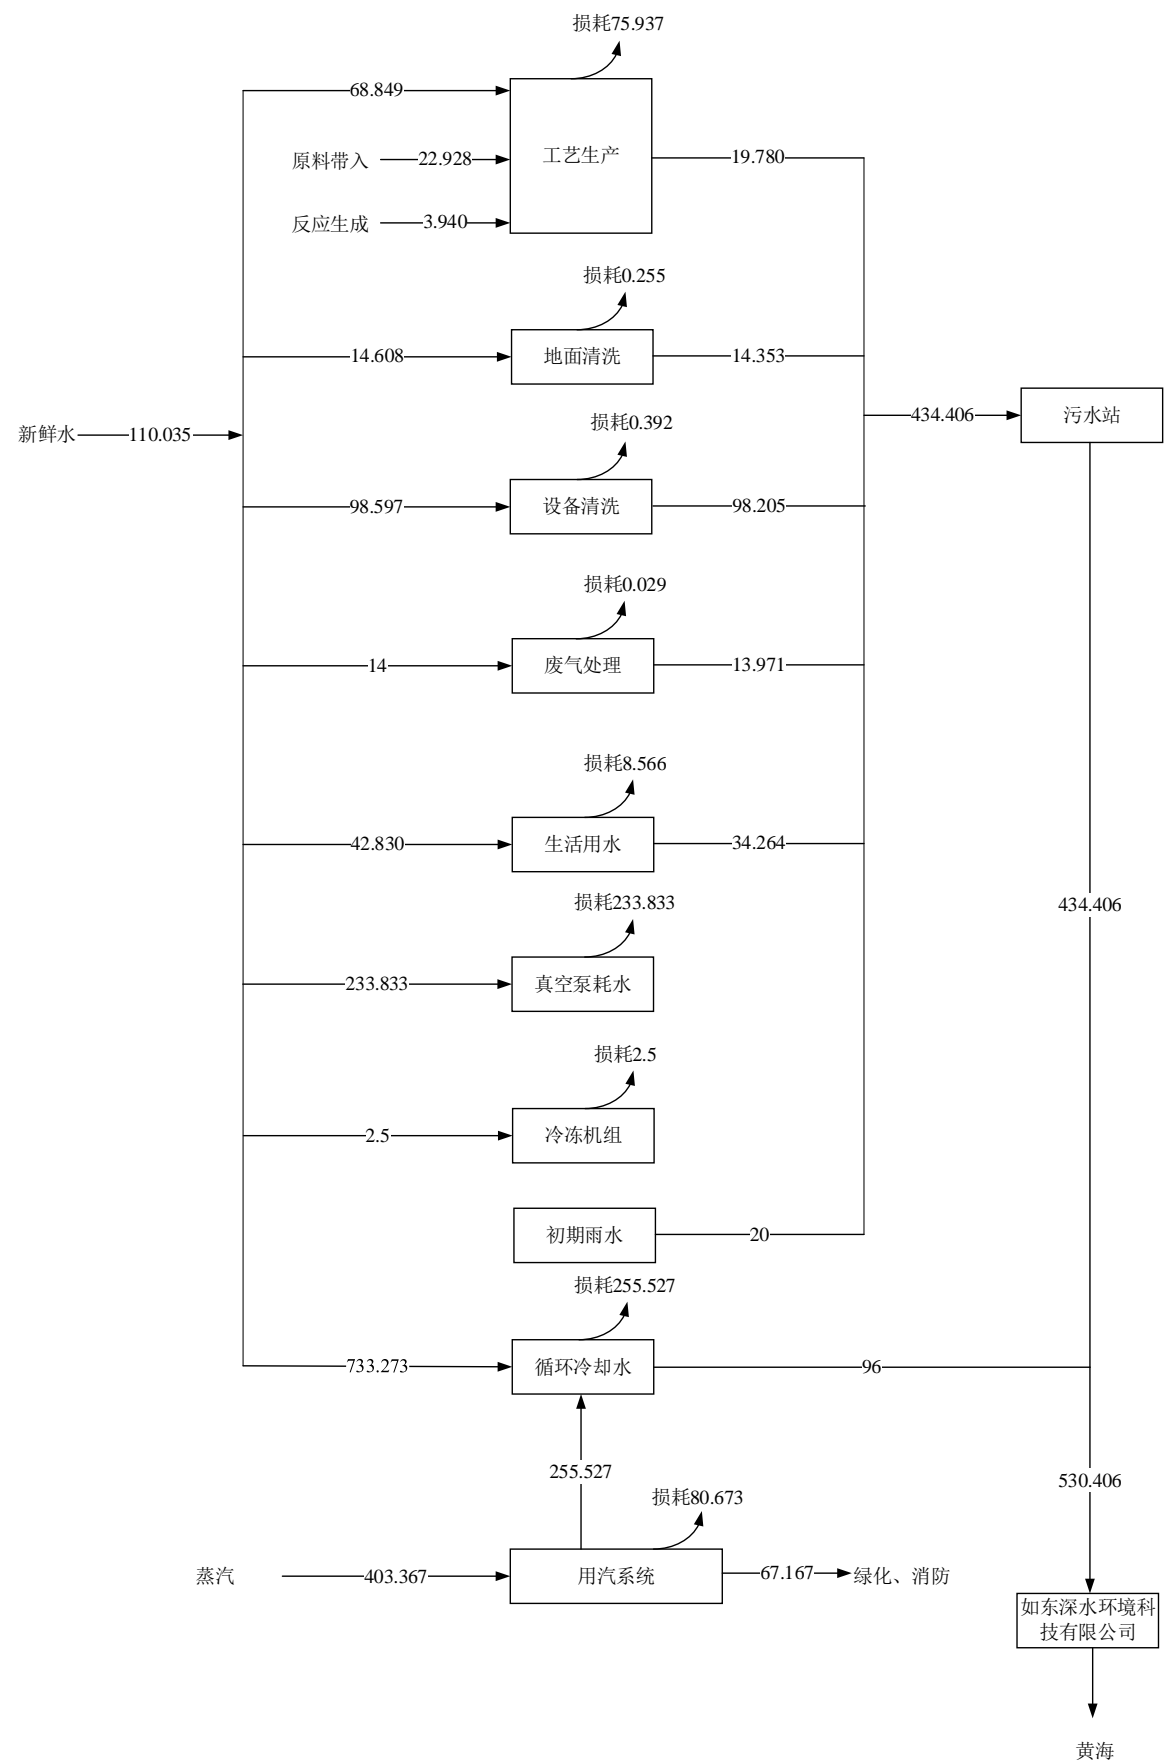 损耗75.937
68.849
工艺生产
原料带入
22.928
19.780
反应生成
3.940
损耗0.255
14.608
地面清洗
14.353
新鲜水
110.035
434.406
污水站
损耗0.392
98.597
设备清洗
98.205
损耗0.029
14
废气处理
13.971
损耗8.566
42.830
生活用水
34.264
损耗233.833
434.406
233.833
真空泵耗水
损耗2.5
2.5
冷冻机组
初期雨水
20
损耗255.527
733.273
循环冷却水
96
255.527
530.406
损耗80.673
蒸汽
403.367
用汽系统
67.167
绿化、消防
如东深水环境科
技有限公司
黄海